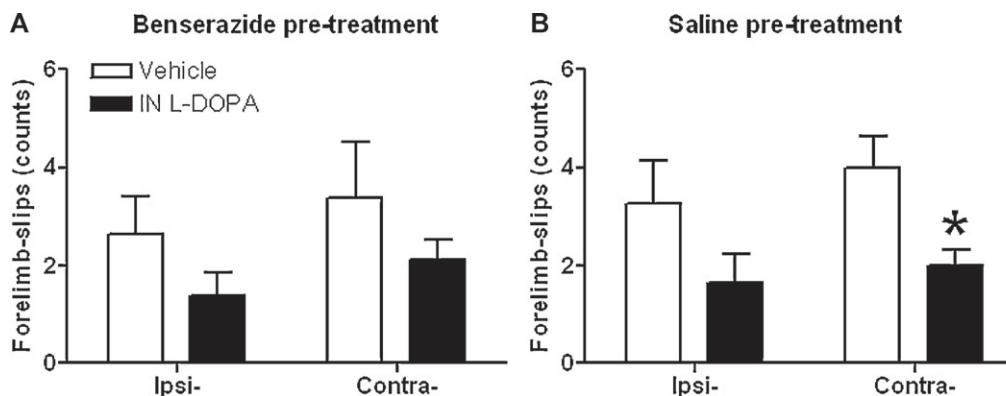 A Benserazide pre-treatment
Forelimb-slips (counts)
6
4
2
0
Vehicle
IN L-DOPA
Ipsi-
Contra-
B Saline pre-treatment
Forelimb-slips (counts)
6
4
2
0
*
Ipsi-
Contra-